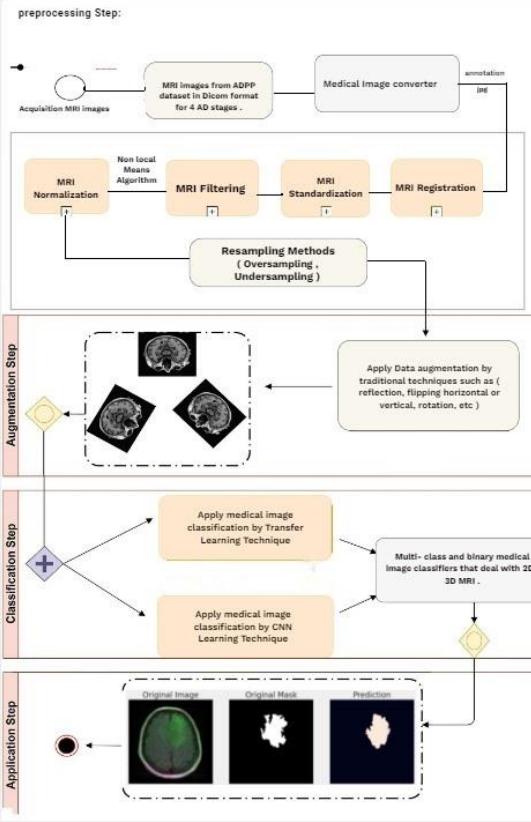 preprocessing Step:
Acquisition MRI images
MRI images from ADPP
dataset in Dicom format
for 4 AD stages .
Medical Image converter
annotation
jpg
MRI
Normalization
Non local
Means
Algorithm
MRI Filtering
MRI
Standardization
MRI Registration
Resampling Methods
( Oversampling ,
Undersampling )
Augmentation Step
Apply Data augmentation by
traditional techniques such as (
reflection, flipping horizontal or
vertical, rotation, etc )
Classification Step
Apply medical image
classification by Transfer
Learning Technique
Apply medical image
classification by CNN
Learning Technique
Multi- class and binary medical
image classifiers that deal with 2D
3D MRI .
Application Step
Original Image
Original Mask
Prediction